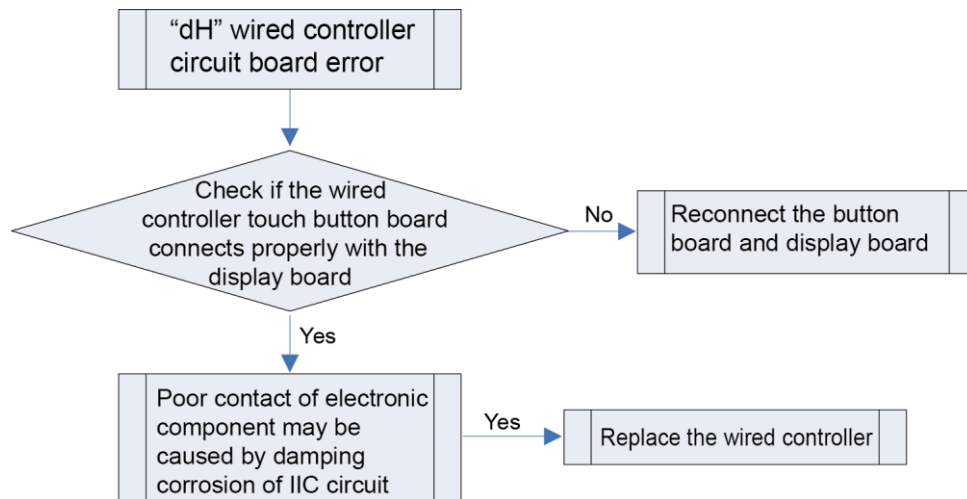 “dH” wired controller
circuit board error
Check if the wired
controller touch button board
connects properly with the
display board
No
Reconnect the button
board and display board
Yes
Poor contact of electronic
component may be
caused by damping
corrosion of IIC circuit
Yes
Replace the wired controller